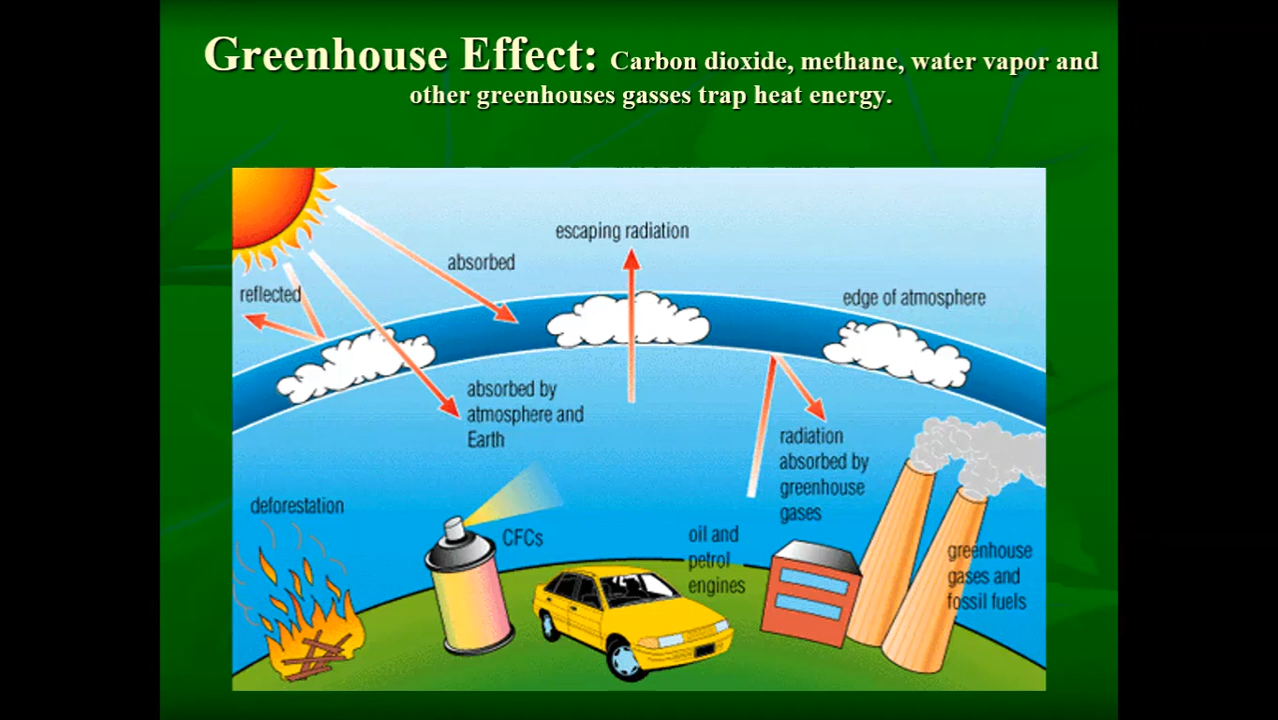 Greenhouse Effect: Carbon dioxide, methane, water vapor and
other greenhouses gasses trap heat energy.
escaping radiation
absorbed
reflected
edge of atmosphere
absorbed by
atmosphere and
Earth
radiation
absorbed by
greenhouse
gases
deforestation
CFCs
oil and
petrol
engines
greenhouse
gases and
fossil fuels